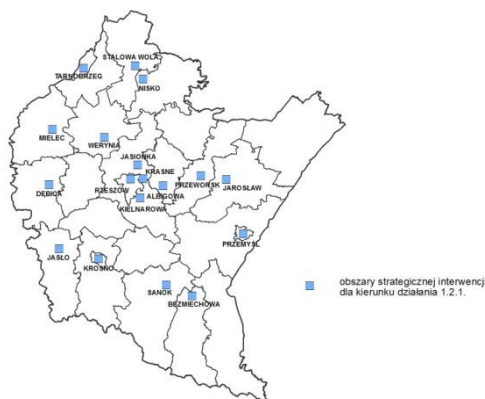 STALOWA WOLA
TARNOBRZEG
NISKO
MIELEC
WERYNIA
JASIONKA
KRASNE
RZESZÓW
PRZEWORSK
DĘBICA
ALBIGOWA
JAROSŁAW
KIELNAROWA
PRZEMYŚL
JASŁO
KROSNO
SANOK
BEZMIECHOWA
obszary strategicznej interwencj
dla kierunku działania 1.2.1.